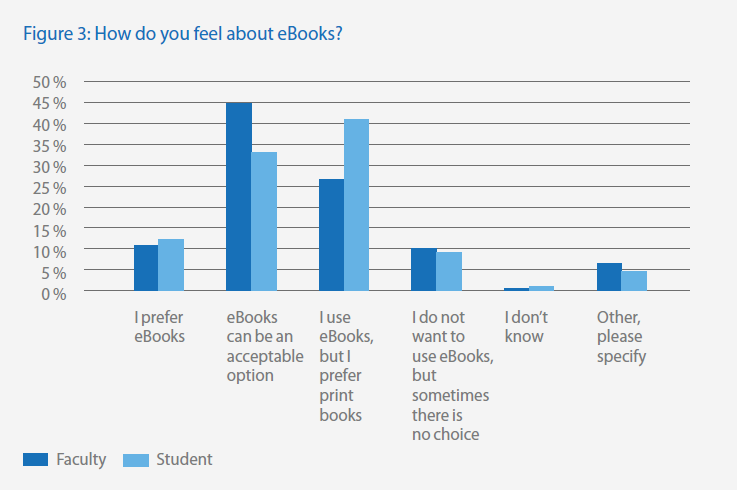 Figure 3: How do you feel about eBooks?
50 %
45 %
40 %
35 %
30 %
25 %
20 %
15 %
10 %
5 %
0 %
I prefer
eBooks
eBooks
can be an
acceptable
option
I use
eBooks,
but I
prefer
print
books
I do not
want to
use eBooks,
but
sometimes
there is
no choice
I don’t
know
Other,
please
specify
Faculty
Student